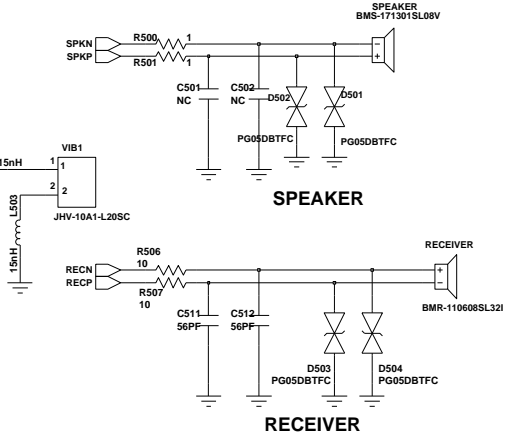 SPEAKER
BMS-171301SL08V
SPKN
R500
1
SPKP
R501
1
C501
NC
C502
NC
D502
D501
PG05DBTFC
PG05DBTFC
SPEAKER
VIB1
15nH
1
1
2
2
JHV-10A1-L20SC
L503
15nH
RECEIVER
RECN
R506
10
RECP
R507
10
C511
56PF
C512
56PF
BMR-110608SL32I
D503
PG05DBTFC
D504
PG05DBTFC
RECEIVER